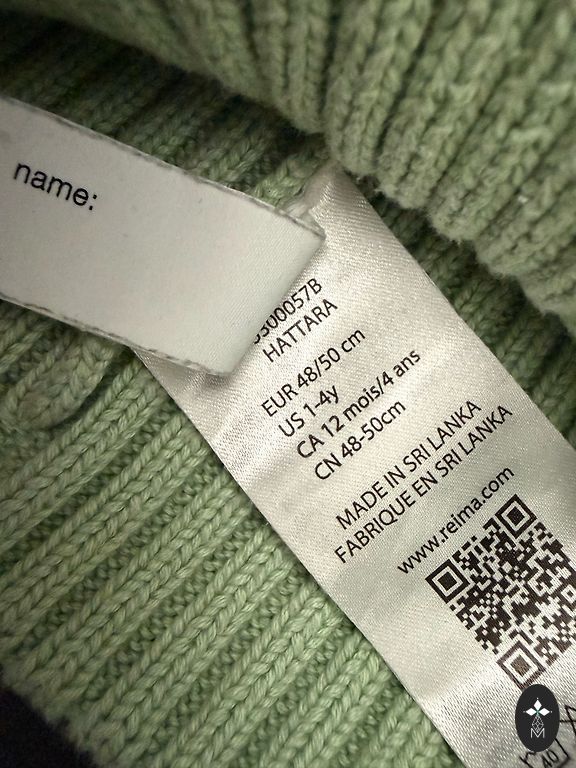 name:
300057B
HATTARA
EUR 48/50 cm
US 1-4y
CA 12 mois/4 ans
CN 48-50cm
MADE IN SRI LANKA
FABRIQUE EN SRI LANKA
www.reima.com
40
M